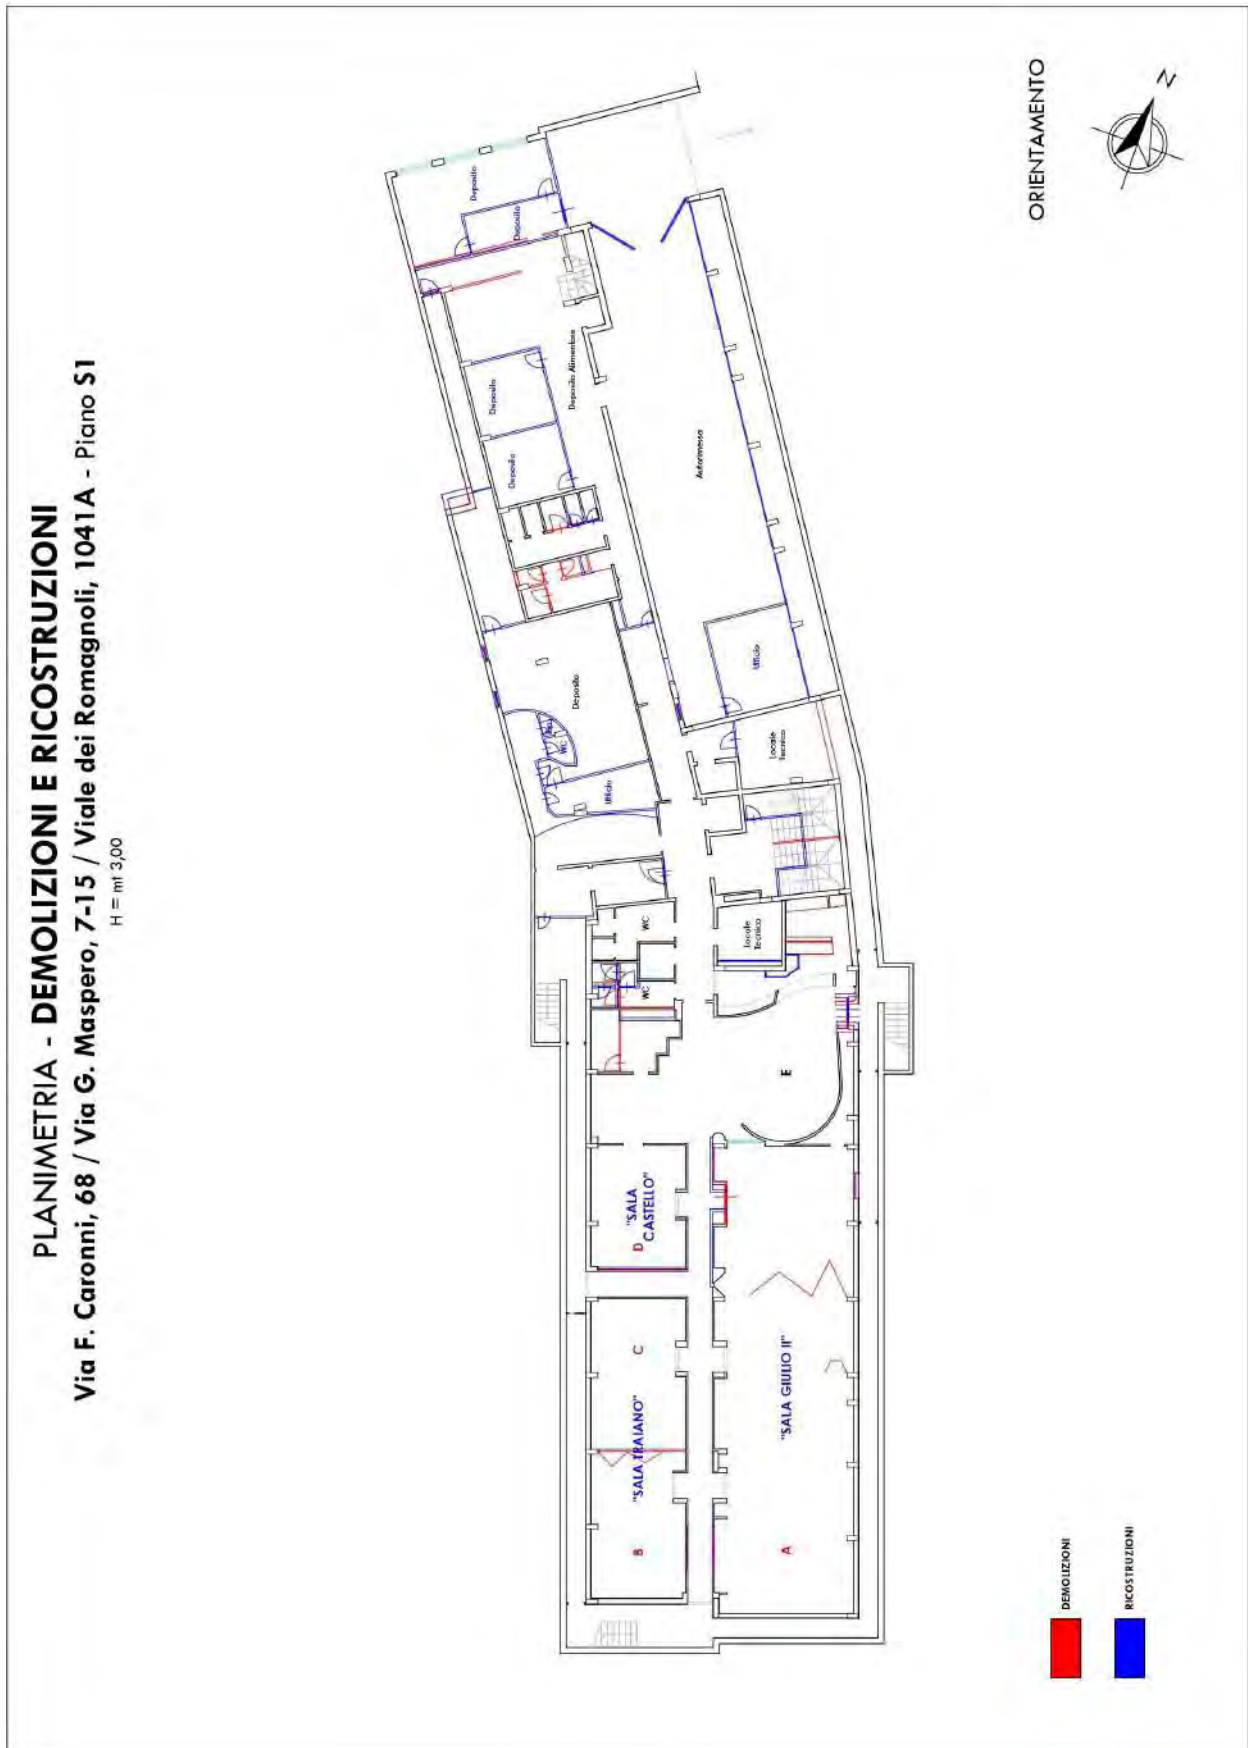 PLANIMETRIA - DEMOLIZIONI E RICOSTRUZIONI
Via F. Caronni, 68 / Via G. Maspero, 7-15 / Viale dei Romagnoli, 1041A - Piano S1
H = mt 3,00
Deposito
Deposito
Deposito
Deposito
Deposito Alimentare
Deposito
WC
Ufficio
WC
WC
"SALA
CASTELLO"
D
"SALA TRAIANO"
C
B
Autorimessa
Ufficio
Locale
Tecnico
Locale
Tecnico
E
"SALA GIULIO II"
A
ORIENTAMENTO
N
DEMOLIZIONI
RICOSTRUZIONI